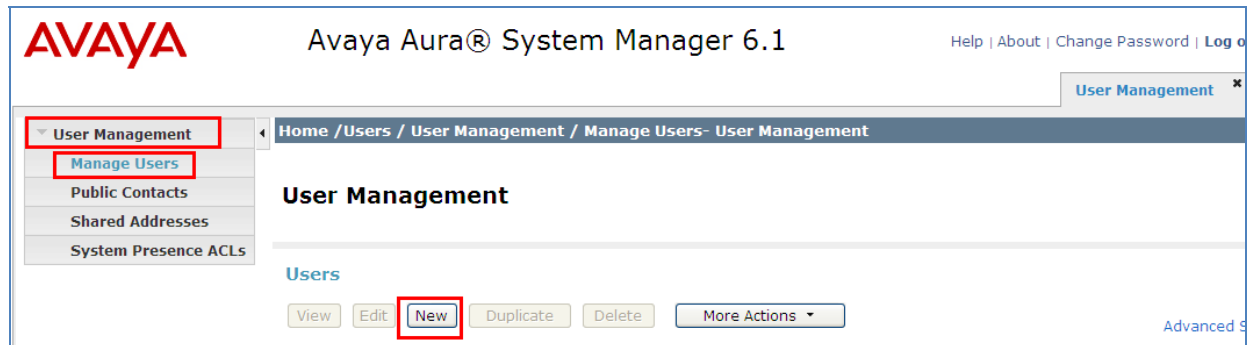 AVAYA
Avaya Aura® System Manager 6.1
Help | About | Change Password | Log o
User Management ×
User Management
Manage Users
Public Contacts
Shared Addresses
System Presence ACLs
Home /Users / User Management / Manage Users- User Management
User Management
Users
View Edit New Duplicate Delete More Actions
Advanced S